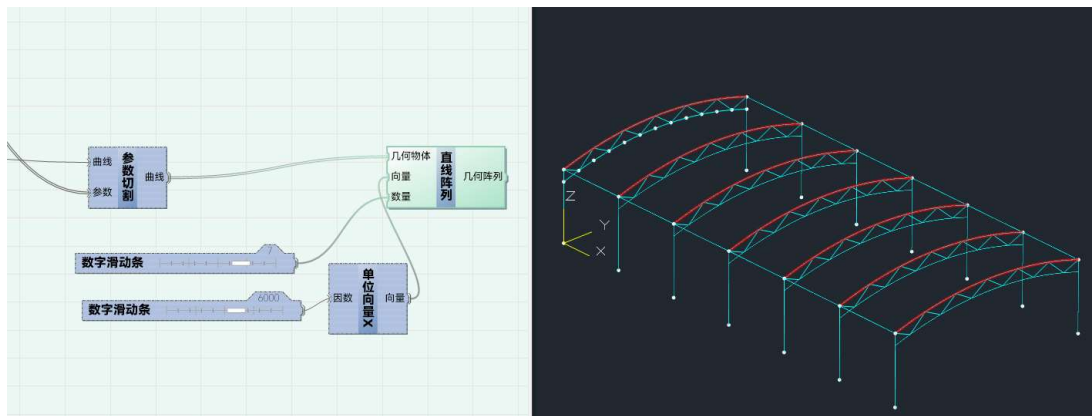 曲线
参数
参数切割
曲线
几何物体
向量
数量
直线阵列
几何阵列
数字滑动条
7
数字滑动条
6000
因数
单位向量X
向量
Z
Y
X